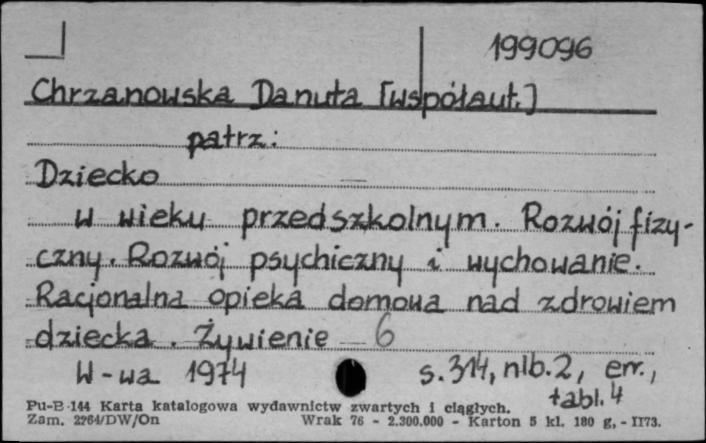 199096
Chrzanowska Danuta [współaut.]
patrz:
Dziecko
w wieku przedszkolnym. Rozwój fizy-
czny. Rozwój psychiczny i wychowanie.
Racjonalna opieka domowa nad zdrowiem
dziecka. Żywienie 6
W-wa 1974 s. 314, nlb. 2, err.,
tabl. 4
Pu-B-144 Karta katalogowa wydawnictw zwartych i ciągłych.
Zam. 2264/DW/On Wrak 76 - 2.300.000 - Karton 5 kl. 180 g, - II73.